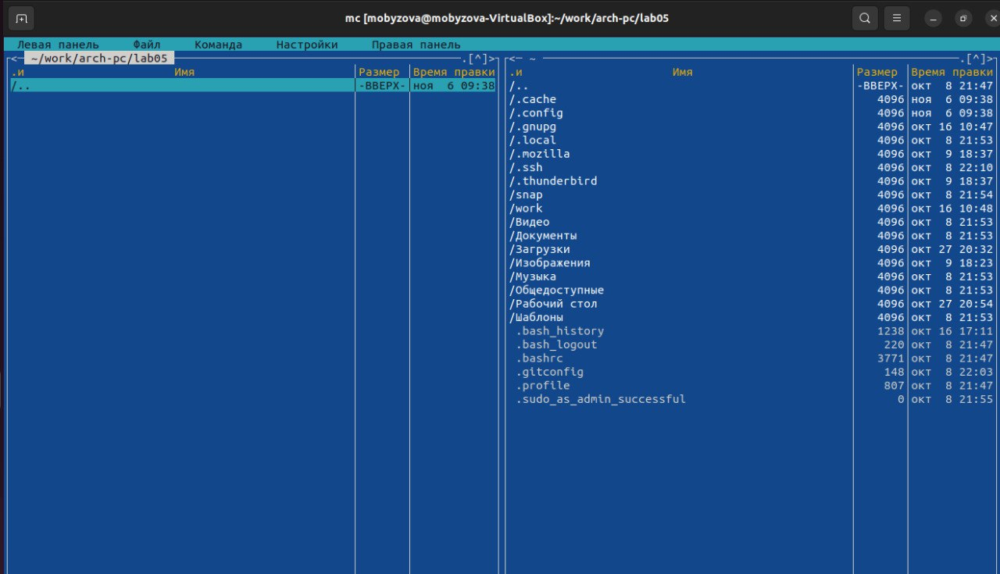 mc [mobyzova@mobyzova-VirtualBox]:~/work/arch-pc/lab05
Левая панель Файл Команда Настройки Правая панель
<— ~/work/arch-pc/lab05 .[^]>
.и Имя Размер Время правки
/.. -ВВЕРХ- ноя 6 09:38
<— ~ .[^]>
.и Имя Размер Время правки
/.. -ВВЕРХ- окт 8 21:47
/.cache 4096 ноя 6 09:38
/.config 4096 ноя 6 09:38
/.gnupg 4096 окт 16 10:47
/.local 4096 окт 8 21:53
/.mozilla 4096 окт 9 18:37
/.ssh 4096 окт 8 22:10
/.thunderbird 4096 окт 9 18:37
/snap 4096 окт 8 21:54
/work 4096 окт 16 10:48
/Видео 4096 окт 8 21:53
/Документы 4096 окт 8 21:53
/Загрузки 4096 окт 27 20:32
/Изображения 4096 окт 9 18:23
/Музыка 4096 окт 8 21:53
/Общедоступные 4096 окт 8 21:53
/Рабочий стол 4096 окт 27 20:54
/Шаблоны 4096 окт 8 21:53
.bash_history 1238 окт 16 17:11
.bash_logout 220 окт 8 21:47
.bashrc 3771 окт 8 21:47
.gitconfig 148 окт 8 22:03
.profile 807 окт 8 21:47
.sudo_as_admin_successful 0 окт 8 21:55